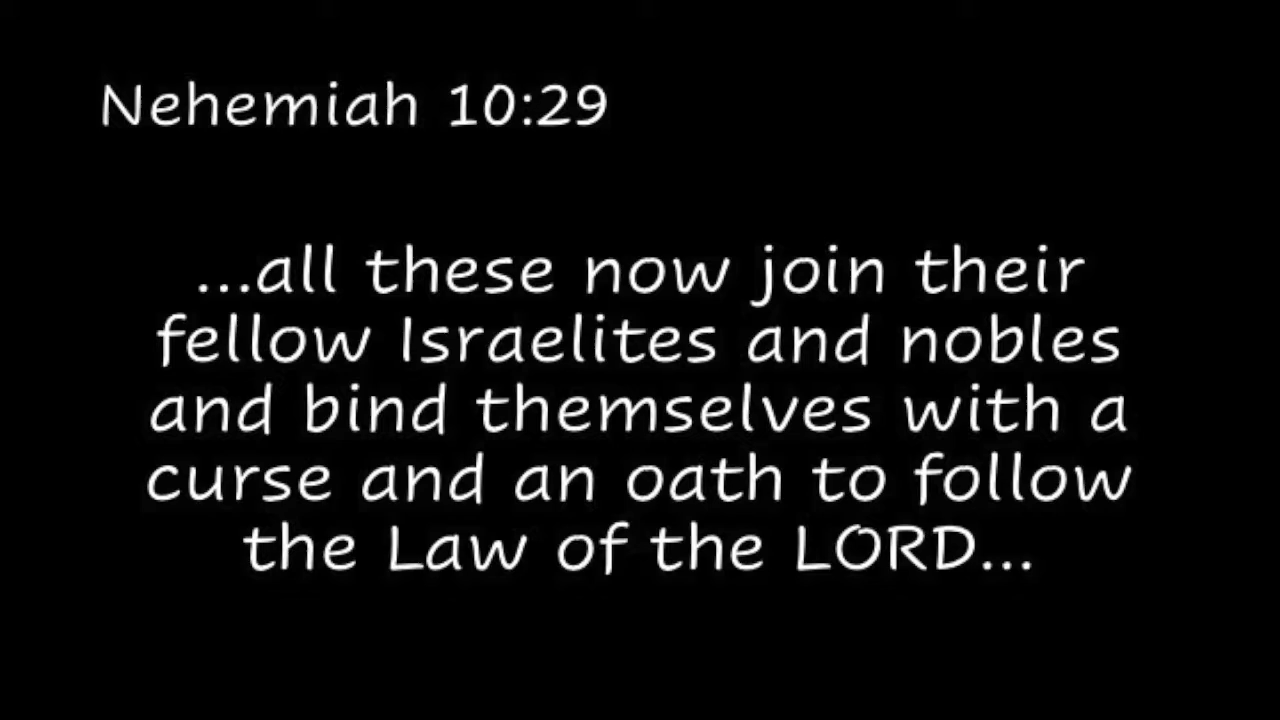 Nehemiah 10:29
...all these now join their
fellow Israelites and nobles
and bind themselves with a
curse and an oath to follow
the Law of the LORD...